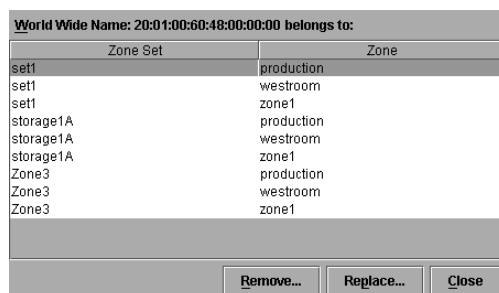 World Wide Name: 20:01:00:60:48:00:00:00 belongs to:
Zone Set Zone
set1 production
set1 westroom
set1 zone1
storage1A production
storage1A westroom
storage1A zone1
Zone3 production
Zone3 westroom
Zone3 zone1
Remove... Replace... Close